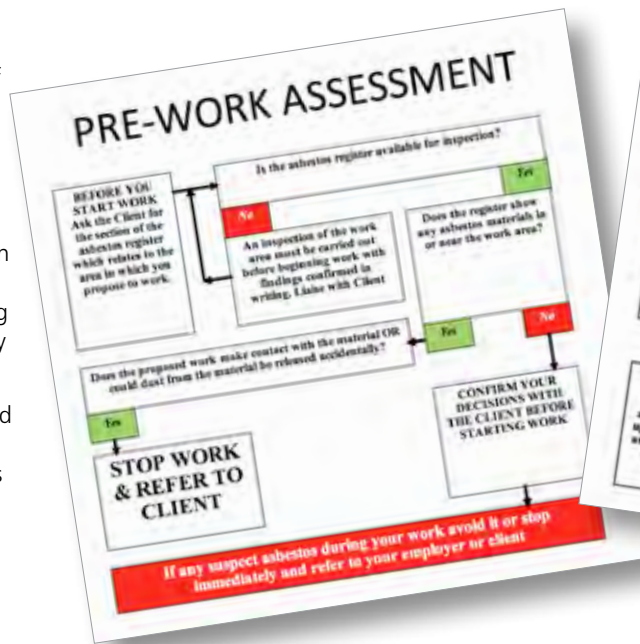 PRE-WORK ASSESSMENT
BEFORE YOU
START WORK
Ask the Client for
the section of the
asbestos register
which relates to the
area in which you
propose to work.
Is the asbestos register available for inspection?
No
Yes
An inspection of the work
area must be carried out
before beginning work with
findings confirmed in
writing. Liaise with Client
Does the register show
any asbestos materials in
or near the work area?
Yes
No
Does the proposed work make contact with the material OR
could dust from the material be released accidentally?
Yes
STOP WORK
& REFER TO
CLIENT
CONFIRM YOUR
DECISIONS WITH
THE CLIENT BEFORE
STARTING WORK
If any suspect asbestos during your work avoid it or stop
immediately and refer to your employer or client